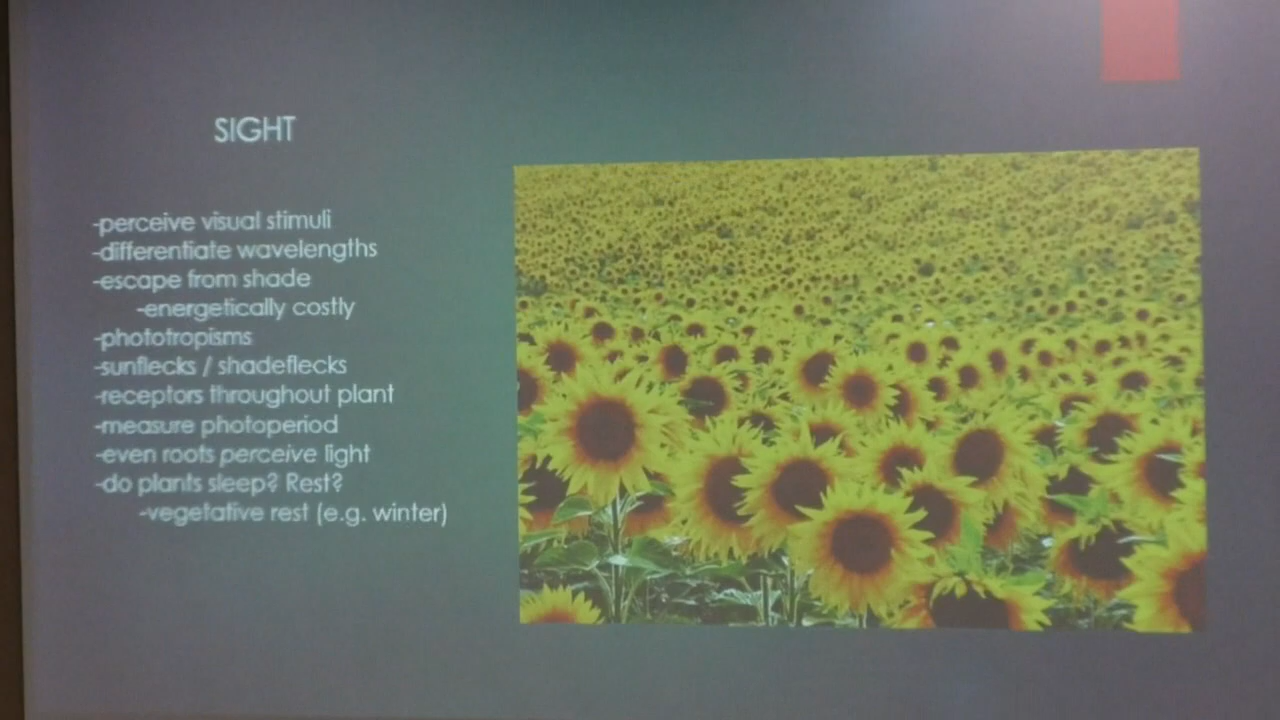 SIGHT
-perceive visual stimuli
-differentiate wavelengths
-escape from shade
-energetically costly
-phototropisms
-sunflecks / shadeflecks
-receptors throughout plant
-measure photoperiod
-even roots perceive light
-do plants sleep? Rest?
-vegetative rest (e.g. winter)